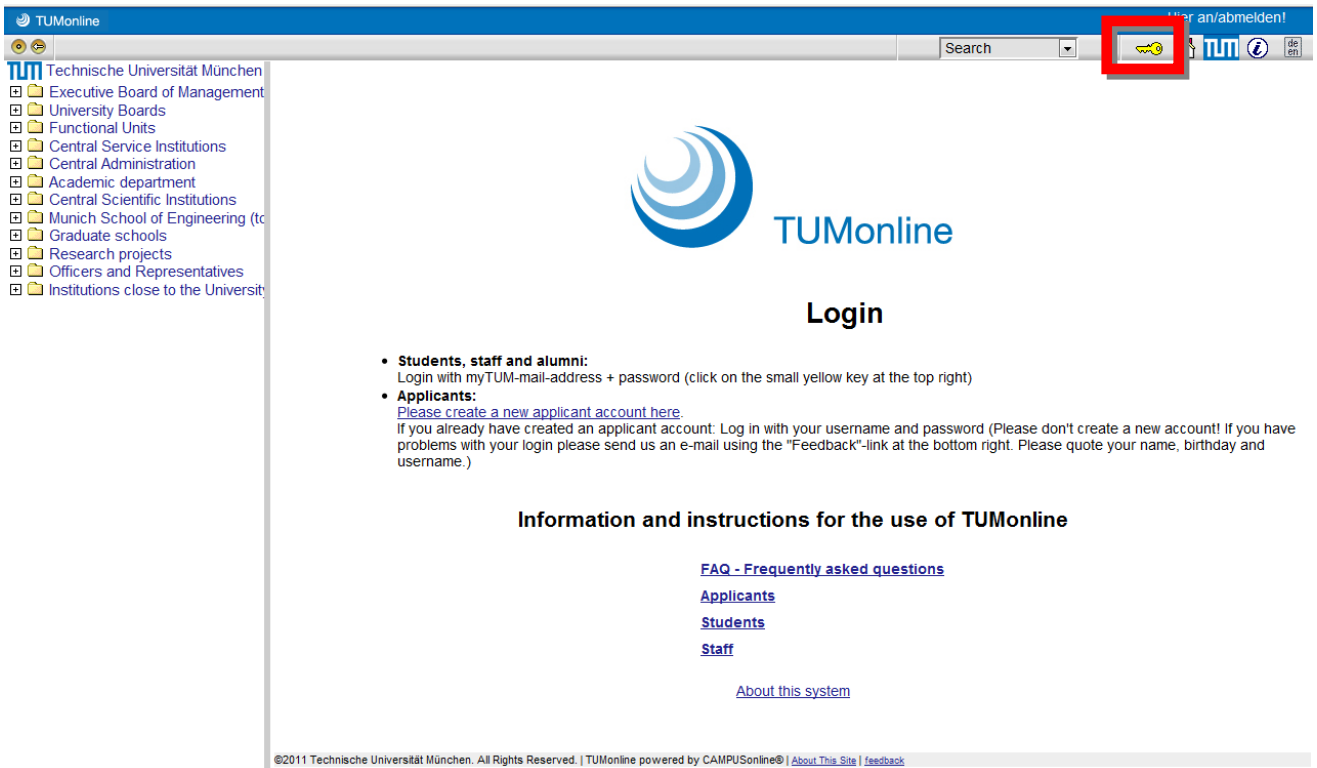 TUMonline
Hier an/abmelden!
Search
TUM
de
en
TUM Technische Universität München
Executive Board of Management
University Boards
Functional Units
Central Service Institutions
Central Administration
Academic department
Central Scientific Institutions
Munich School of Engineering (to
Graduate schools
Research projects
Officers and Representatives
Institutions close to the University
TUMonline
Login
• Students, staff and alumni:
Login with myTUM-mail-address + password (click on the small yellow key at the top right)
• Applicants:
Please create a new applicant account here.
If you already have created an applicant account: Log in with your username and password (Please don't create a new account! If you have
problems with your login please send us an e-mail using the "Feedback"-link at the bottom right. Please quote your name, birthday and
username.)
Information and instructions for the use of TUMonline
FAQ - Frequently asked questions
Applicants
Students
Staff
About this system
©2011 Technische Universität München. All Rights Reserved. | TUMonline powered by CAMPUSonline® | About This Site | feedback